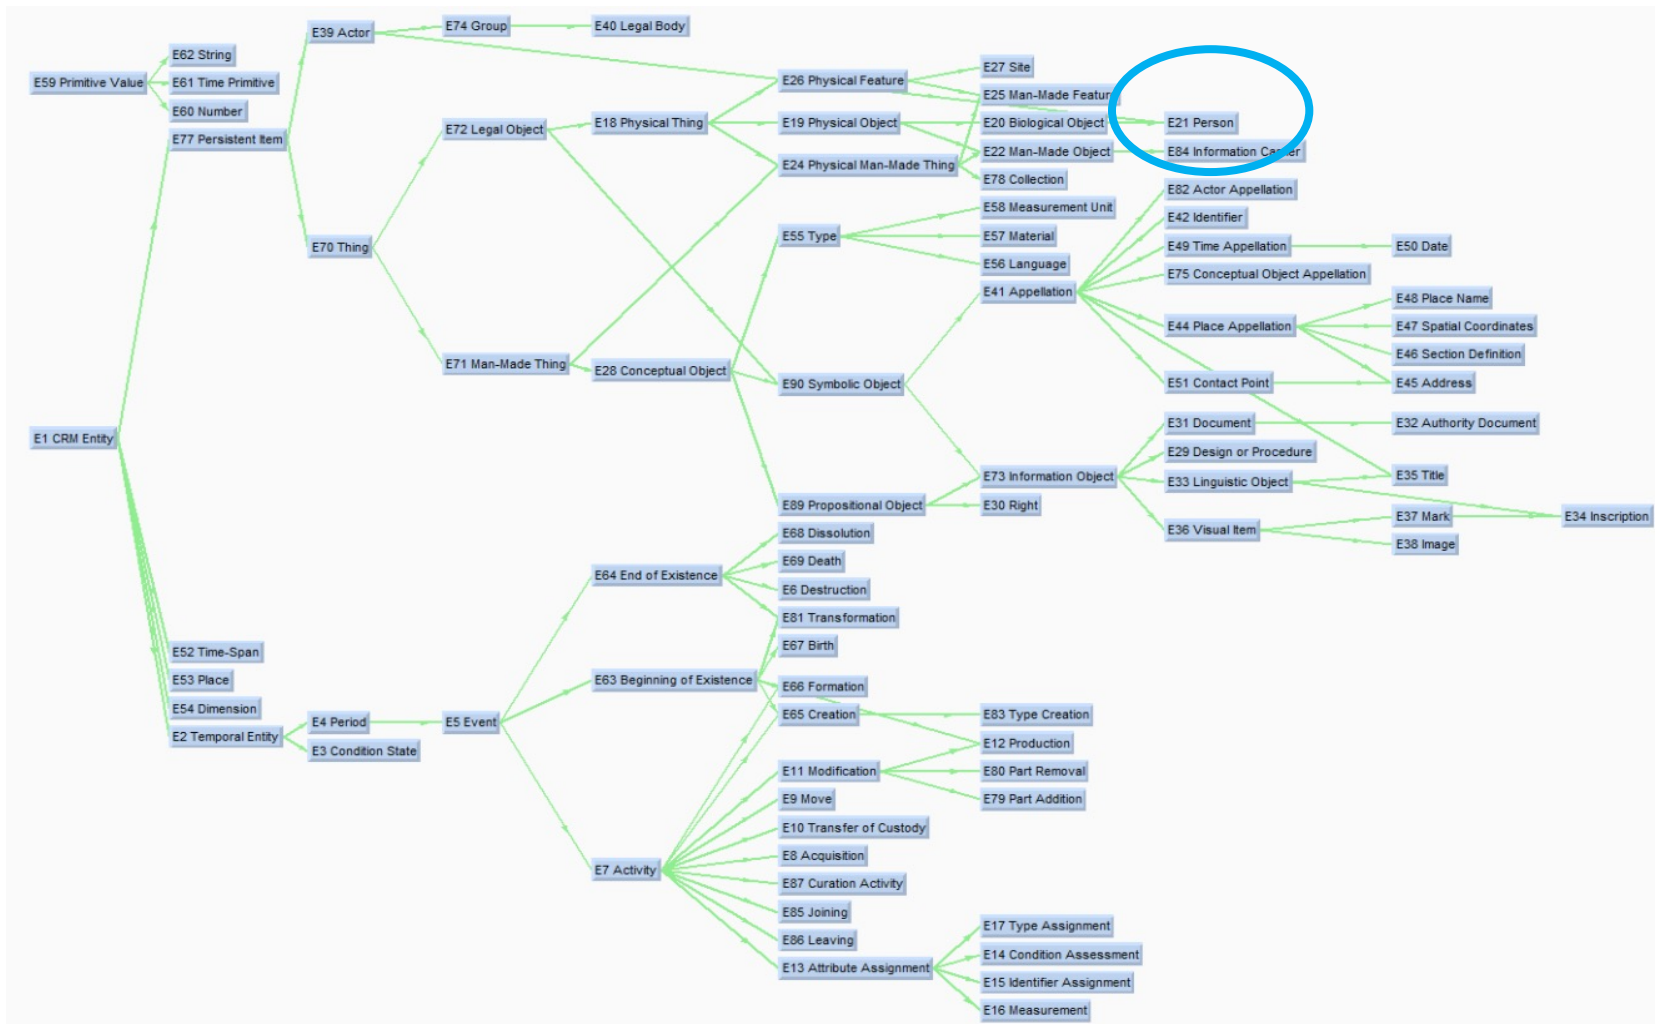 E39 Actor
E74 Group
E40 Legal Body
E62 String
E59 Primitive Value
E61 Time Primitive
E60 Number
E77 Persistent Item
E26 Physical Feature
E27 Site
E25 Man-Made Feature
E72 Legal Object
E18 Physical Thing
E19 Physical Object
E20 Biological Object
E21 Person
E24 Physical Man-Made Thing
E22 Man-Made Object
E84 Information Carrier
E78 Collection
E82 Actor Appellation
E58 Measurement Unit
E42 Identifier
E70 Thing
E55 Type
E57 Material
E49 Time Appellation
E50 Date
E56 Language
E75 Conceptual Object Appellation
E41 Appellation
E48 Place Name
E44 Place Appellation
E47 Spatial Coordinates
E46 Section Definition
E71 Man-Made Thing
E28 Conceptual Object
E90 Symbolic Object
E51 Contact Point
E45 Address
E1 CRM Entity
E31 Document
E32 Authority Document
E29 Design or Procedure
E73 Information Object
E33 Linguistic Object
E35 Title
E89 Propositional Object
E30 Right
E37 Mark
E34 Inscription
E36 Visual Item
E38 Image
E68 Dissolution
E69 Death
E64 End of Existence
E6 Destruction
E81 Transformation
E67 Birth
E52 Time-Span
E53 Place
E63 Beginning of Existence
E66 Formation
E54 Dimension
E65 Creation
E83 Type Creation
E4 Period
E5 Event
E2 Temporal Entity
E3 Condition State
E12 Production
E11 Modification
E80 Part Removal
E9 Move
E79 Part Addition
E10 Transfer of Custody
E8 Acquisition
E7 Activity
E87 Curation Activity
E85 Joining
E86 Leaving
E17 Type Assignment
E13 Attribute Assignment
E14 Condition Assessment
E15 Identifier Assignment
E16 Measurement